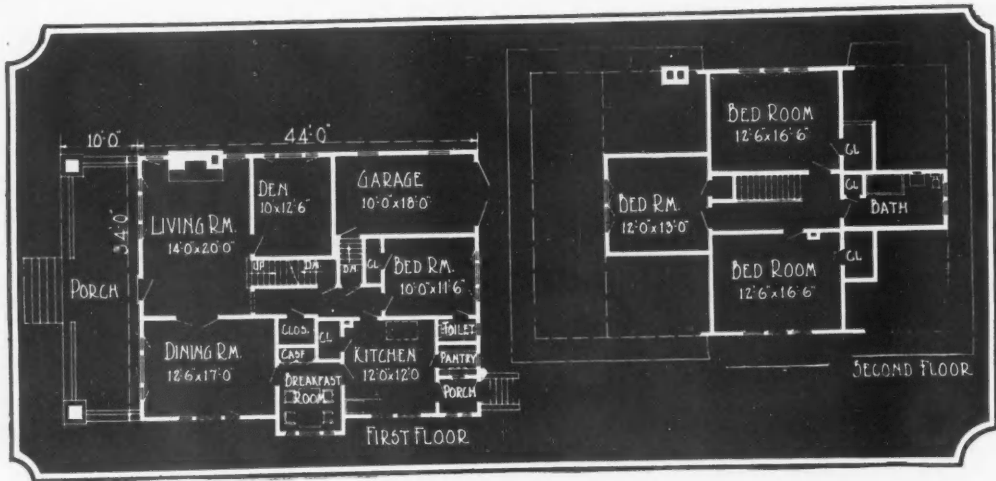 10'-0"
44'-0"
34'-0"
PORCH
LIVING RM.
14'-0"x20'-0"
DEN
10'x12'-6"
GARAGE
10'-0"x18'-0"
UP
DN.
DN.
CL
BED RM.
10'-0"x11'-6"
DINING RM.
12'-6"x17'-0"
CLOS.
CL
CASE
BREAKFAST
ROOM
KITCHEN
12'-0x12'-0
TOILET
PANTRY
PORCH
FIRST FLOOR
BED ROOM
12'-6"x16'-6"
CL
BED RM.
12'-0"x13'-0"
CL
BATH
BED ROOM
12'-6"x16'-6"
CL
SECOND FLOOR